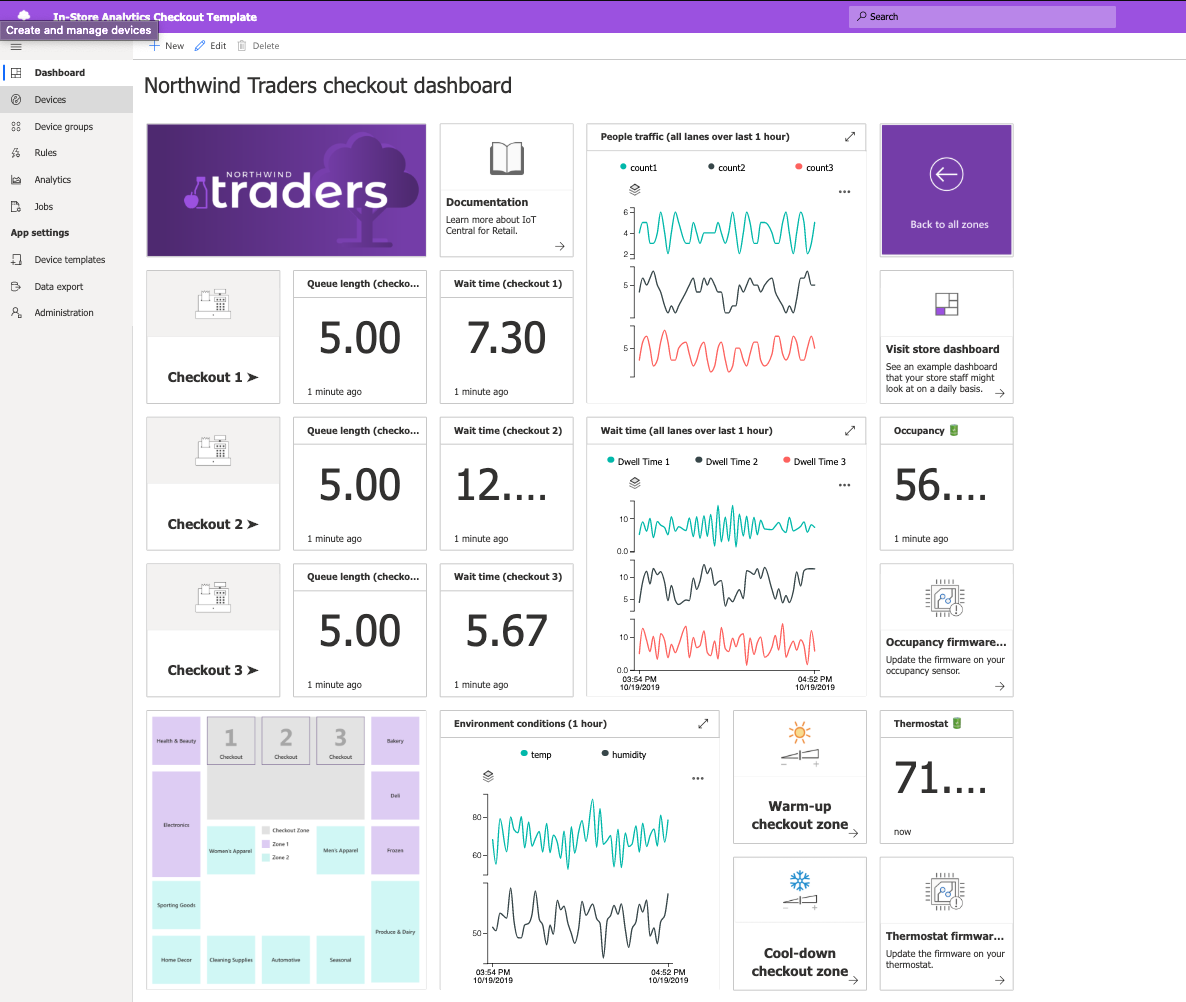 In-Store Analytics Checkout Template
Search
Create and manage devices
New
Edit
Delete
Dashboard
Devices
Device groups
Rules
Analytics
Jobs
App settings
Device templates
Data export
Administration
Northwind Traders checkout dashboard
NORTHWIND
traders
Documentation
Learn more about IoT
Central for Retail.
People traffic (all lanes over last 1 hour)
count1
count2
count3
6
4
2
5
5
Back to all zones
Checkout 1 ➤
Queue length (checko...
5.00
1 minute ago
Wait time (checkout 1)
7.30
1 minute ago
Visit store dashboard
See an example dashboard
that your store staff might
look at on a daily basis.
Checkout 2 ➤
Queue length (checko...
5.00
1 minute ago
Wait time (checkout 2)
12....
1 minute ago
Wait time (all lanes over last 1 hour)
Dwell Time 1
Dwell Time 2
Dwell Time 3
10
0.0
10
5
10
0.0
03:54 PM
10/19/2019
04:52 PM
10/19/2019
Occupancy
56....
1 minute ago
Checkout 3 ➤
Queue length (checko...
5.00
1 minute ago
Wait time (checkout 3)
5.67
1 minute ago
Occupancy firmware...
Update the firmware on your
occupancy sensor.
Health & Beauty
1
Checkout
2
Checkout
3
Checkout
Bakery
Electronics
Deli
Checkout Zone
Zone 1
Zone 2
Women's Apparel
Men's Apparel
Frozen
Sporting Goods
Produce & Dairy
Home Decor
Cleaning Supplies
Automotive
Seasonal
Environment conditions (1 hour)
temp
humidity
80
60
50
03:54 PM
10/19/2019
04:52 PM
10/19/2019
Warm-up
checkout zone
Thermostat
71....
now
Cool-down
checkout zone
Thermostat firmwar...
Update the firmware on your
thermostat.